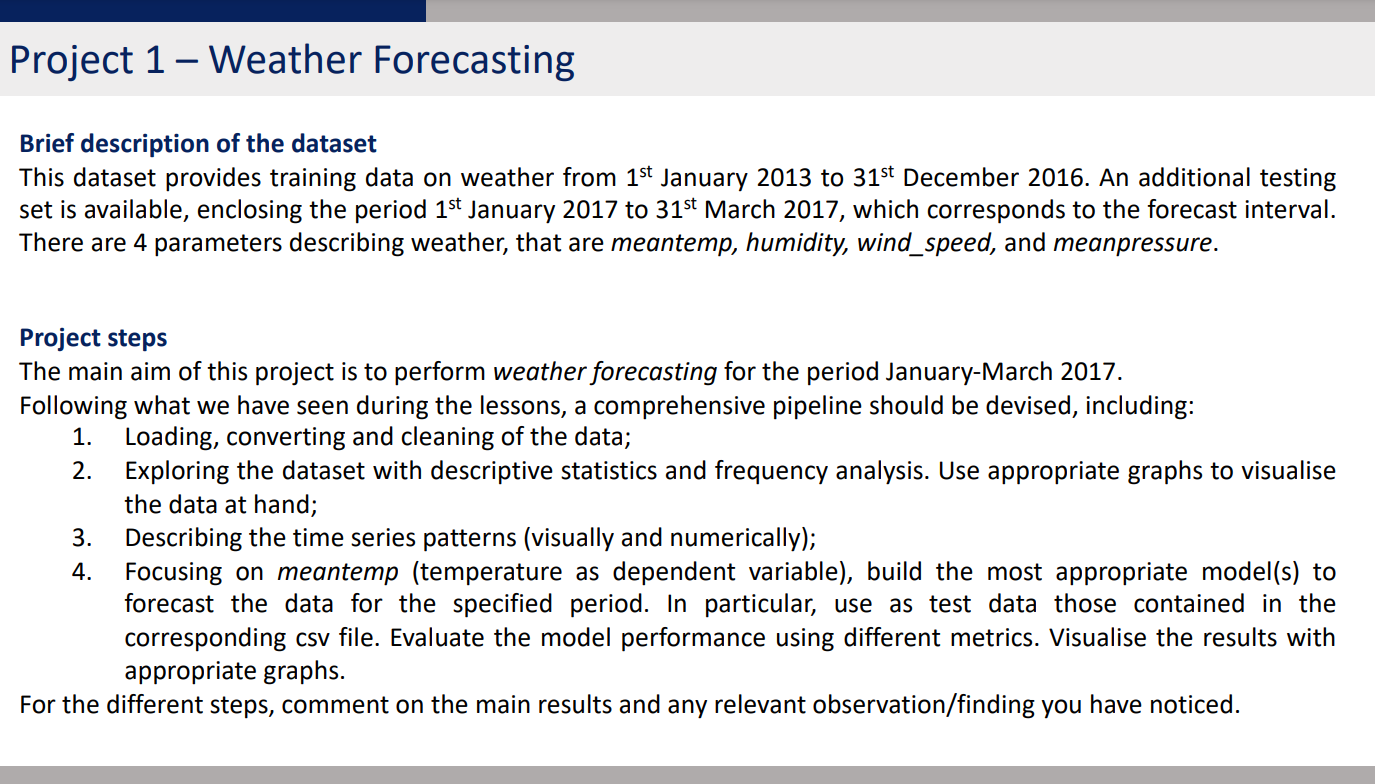 Project 1 – Weather Forecasting
Brief description of the dataset
This dataset provides training data on weather from 1st January 2013 to 31st December 2016. An additional testing
set is available, enclosing the period 1st January 2017 to 31st March 2017, which corresponds to the forecast interval.
There are 4 parameters describing weather, that are meantemp, humidity, wind_speed, and meanpressure.
Project steps
The main aim of this project is to perform weather forecasting for the period January-March 2017.
Following what we have seen during the lessons, a comprehensive pipeline should be devised, including:
1. Loading, converting and cleaning of the data;
2. Exploring the dataset with descriptive statistics and frequency analysis. Use appropriate graphs to visualise
the data at hand;
3. Describing the time series patterns (visually and numerically);
4. Focusing on meantemp (temperature as dependent variable), build the most appropriate model(s) to
forecast the data for the specified period. In particular, use as test data those contained in the
corresponding csv file. Evaluate the model performance using different metrics. Visualise the results with
appropriate graphs.
For the different steps, comment on the main results and any relevant observation/finding you have noticed.